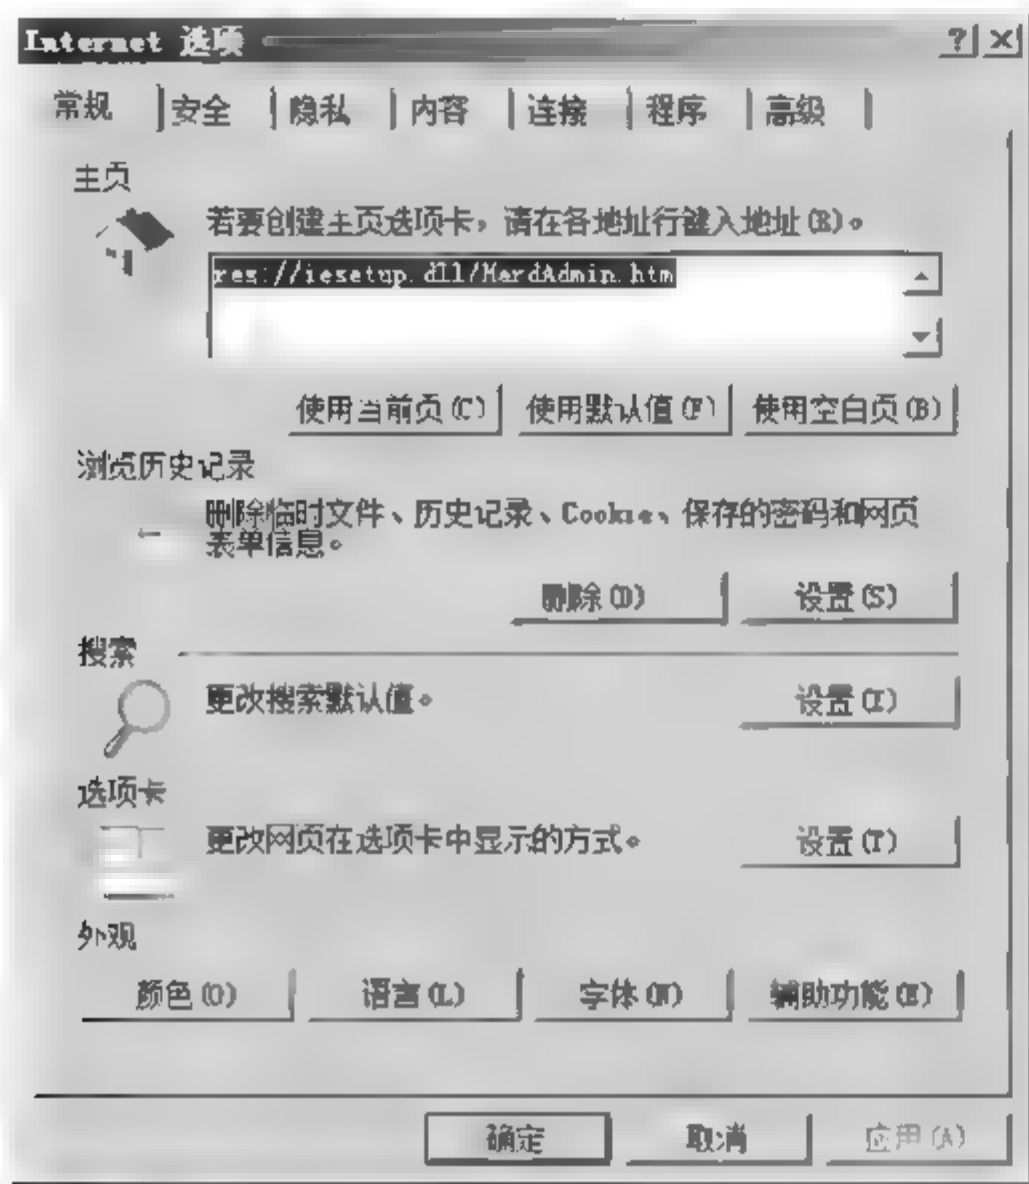 Internet 选项
常规 安全 隐私 内容 连接 程序 高级
主页
若要创建主页选项卡，请在各地址行键入地址(R)。
res://iesetup.dll/HardAdmin.htm
使用当前页(C) 使用默认值(F) 使用空白页(B)
浏览历史记录
删除临时文件、历史记录、Cookie、保存的密码和网页
表单信息。
删除(D) 设置(S)
搜索
更改搜索默认值。 设置(I)
选项卡
更改网页在选项卡中显示的方式。 设置(T)
外观
颜色(O) 语言(L) 字体(N) 辅助功能(E)
确定 取消 应用(A)